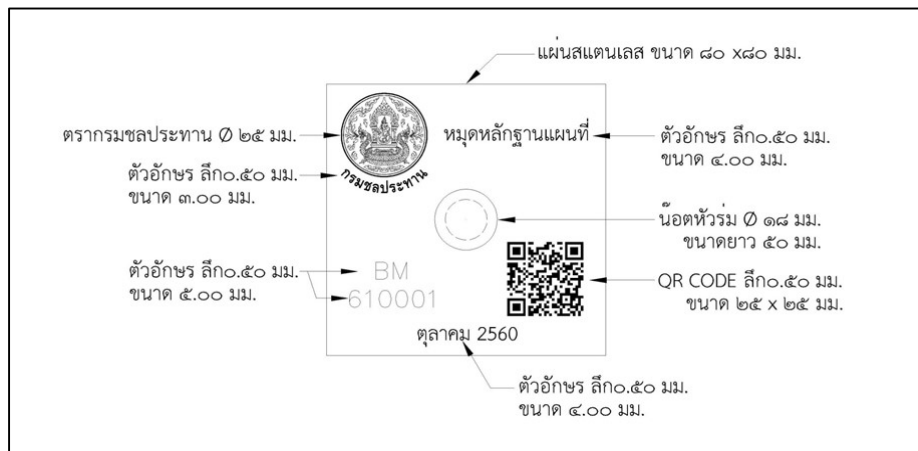 แผ่นสแตนเลส ขนาด ๘๐ x๘๐ มม.
ตรากรมชลประทาน Ø ๒๕ มม.
หมุดหลักฐานแผนที่
ตัวอักษร ลึก๐.๕๐ มม.
ขนาด ๔.๐๐ มม.
ตัวอักษร ลึก๐.๕๐ มม.
ขนาด ๓.๐๐ มม.
กรมชลประทาน
น๊อตหัวร่ม Ø ๑๘ มม.
ขนาดยาว ๕๐ มม.
ตัวอักษร ลึก๐.๕๐ มม.
ขนาด ๕.๐๐ มม.
BM
610001
QR CODE ลึก๐.๕๐ มม.
ขนาด ๒๕ x ๒๕ มม.
ตุลาคม 2560
ตัวอักษร ลึก๐.๕๐ มม.
ขนาด ๔.๐๐ มม.